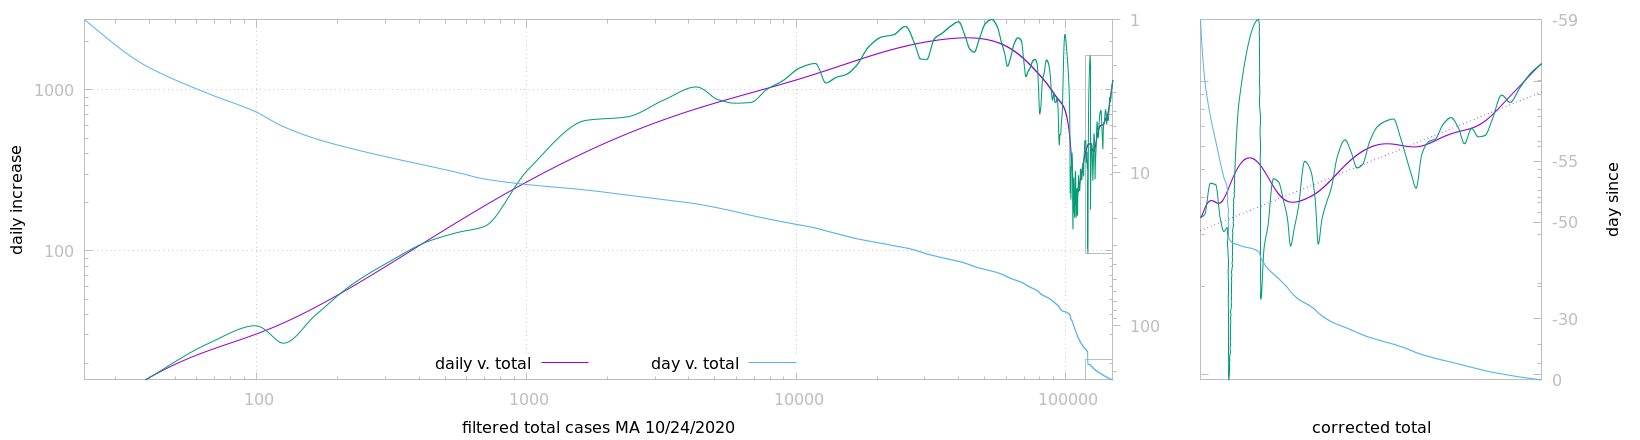 1000
100
daily increase
daily v. total
day v. total
100
1000
10000
100000
filtered total cases MA 10/24/2020
1
10
100
-59
-55
-50
-30
0
day since
corrected total